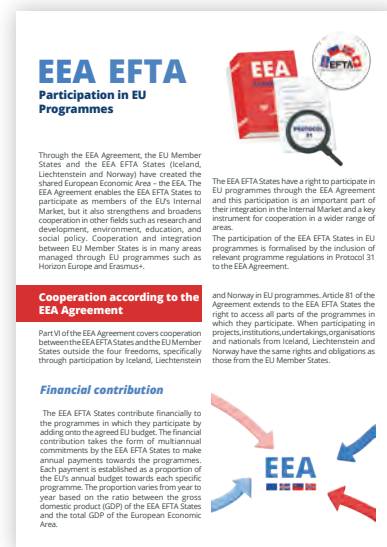 EEA EFTA
Participation in EU
Programmes
EEA
EFTA
PROTOCOL
31
Through the EEA Agreement, the EU Member
States and the EEA EFTA States (Iceland,
Liechtenstein and Norway) have created the
shared European Economic Area – the EEA. The
EEA Agreement enables the EEA EFTA States to
participate as members of the EU's Internal
Market, but it also strengthens and broadens
cooperation in other fields such as research and
development, environment, education, and
social policy. Cooperation and integration
between EU Member States is in many areas
managed through EU programmes such as
Horizon Europe and Erasmus+.
The EEA EFTA States have a right to participate in
EU programmes through the EEA Agreement
and this participation is an important part of
their integration in the Internal Market and a key
instrument for cooperation in a wider range of
areas.
The participation of the EEA EFTA States in EU
programmes is formalised by the inclusion of
relevant programme regulations in Protocol 31
to the EEA Agreement.
Cooperation according to the
EEA Agreement
Part VI of the EEA Agreement covers cooperation
between the EEA EFTA States and the EU Member
States outside the four freedoms, specifically
through participation by Iceland, Liechtenstein
and Norway in EU programmes. Article 81 of the
Agreement extends to the EEA EFTA States the
right to access all parts of the programmes in
which they participate. When participating in
projects, institutions, undertakings, organisations
and nationals from Iceland, Liechtenstein and
Norway have the same rights and obligations as
those from the EU Member States.
Financial contribution
The EEA EFTA States contribute financially to
the programmes in which they participate by
adding onto the agreed EU budget. The financial
contribution takes the form of multiannual
commitments by the EEA EFTA States to make
annual payments towards the programmes.
Each payment is established as a proportion of
the EU's annual budget towards each specific
programme. The proportion varies from year to
year based on the ratio between the gross
domestic product (GDP) of the EEA EFTA States
and the total GDP of the European Economic
Area.
EEA